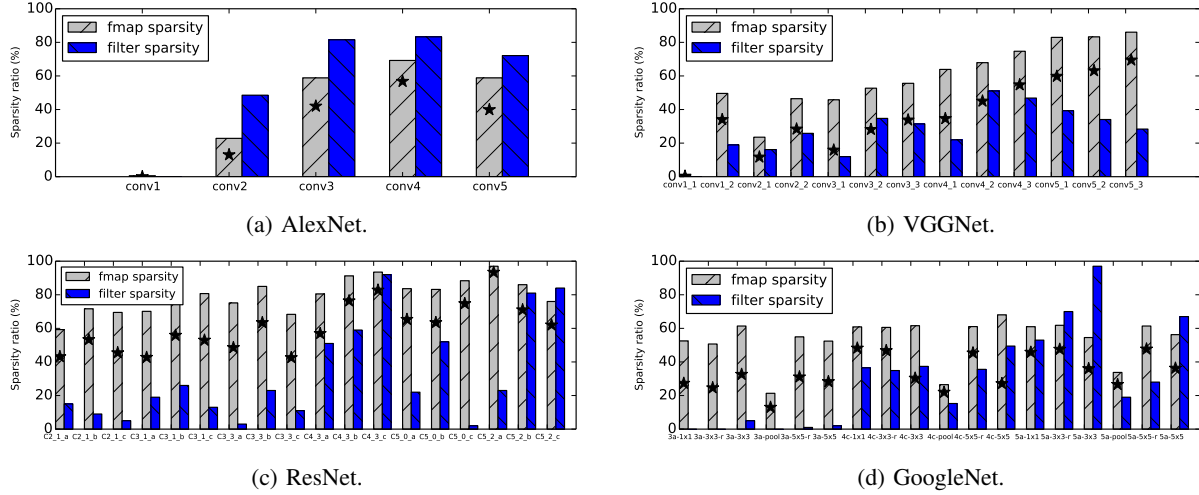 100
80
60
40
20
0
Sparsity ratio (%)
fmap sparsity
filter sparsity
conv1 conv2 conv3 conv4 conv5
(a) AlexNet.
100
80
60
40
20
0
Sparsity ratio (%)
fmap sparsity
filter sparsity
conv1_1 conv1_2 conv2_1 conv2_2 conv3_1 conv3_2 conv3_3 conv4_1 conv4_2 conv4_3 conv5_1 conv5_2 conv5_3
(b) VGGNet.
100
80
60
40
20
0
Sparsity ratio (%)
fmap sparsity
filter sparsity
C2_1_a C2_1_b C2_1_c C3_1_a C3_1_b C3_1_c C3_3_a C3_3_b C3_3_c C4_3_a C4_3_b C4_3_c C5_0_a C5_0_b C5_0_c C5_2_a C5_2_b C5_2_c
(c) ResNet.
100
80
60
40
20
0
Sparsity ratio (%)
fmap sparsity
filter sparsity
3a-1x1 3a-3x3-r 3a-3x3 3a-pool 3a-5x5-r 3a-5x5 4c-1x1 4c-3x3-r 4c-3x3 4c-pool 4c-5x5-r 4c-5x5 5a-1x1 5a-3x3-r 5a-3x3 5a-pool 5a-5x5-r 5a-5x5
(d) GoogleNet.